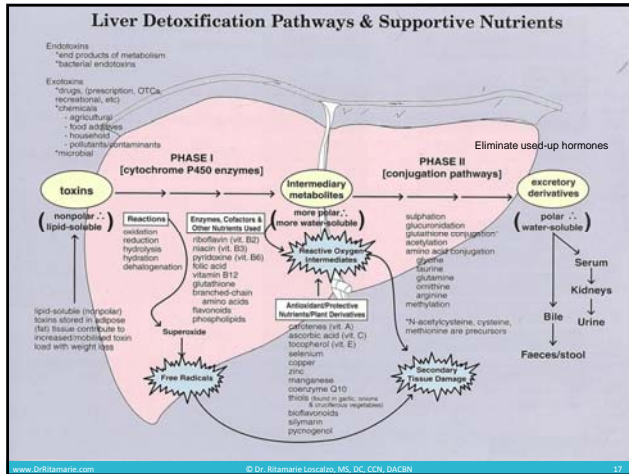 Liver Detoxification Pathways & Supportive Nutrients
Endotoxins
*end products of metabolism
*bacterial endotoxins
Exotoxins
*drugs, (prescription, OTCs,
recreational, etc)
*chemicals
- agricultural
- food additives
- household
- pollutants/contaminants
*microbial
Eliminate used-up hormones
PHASE I
[cytochrome P450 enzymes]
PHASE II
[conjugation pathways]
toxins
Intermediary
metabolites
excretory
derivatives
(nonpolar ∴
lipid-soluble)
(more polar ∴
more water-soluble)
(polar ∴
water-soluble)
Reactions
oxidation
reduction
hydrolysis
hydration
dehalogenation
Enzymes, Cofactors &
Other Nutrients Used
riboflavin (vit. B2)
niacin (vit. B3)
pyridoxine (vit. B6)
folic acid
vitamin B12
glutathione
branched-chain
amino acids
flavonoids
phospholipids
Reactive Oxygen
Intermediates
sulphation
glucuronidation
glutathione conjugation*
acetylation
amino acid conjugation
glycine
taurine
glutamine
ornithine
arginine
methylation
*N-acetylcysteine, cysteine,
methionine are precursors
Serum
Kidneys
Urine
Bile
Faeces/stool
lipid-soluble (nonpolar)
toxins stored in adipose
(fat) tissue contribute to
increased/mobilised toxin
load with weight loss
Superoxide
Free Radicals
Antioxidant/Protective
Nutrients/Plant Derivatives
carotenes (vit. A)
ascorbic acid (vit. C)
tocopherol (vit. E)
selenium
copper
zinc
manganese
coenzyme Q10
thiols (found in garlic, onions
& cruciferous vegetables)
bioflavonoids
silymarin
pycnogenol
Secondary
Tissue Damage
www.DrRitamarie.com
© Dr. Ritamarie Loscalzo, MS, DC, CCN, DACBN
17